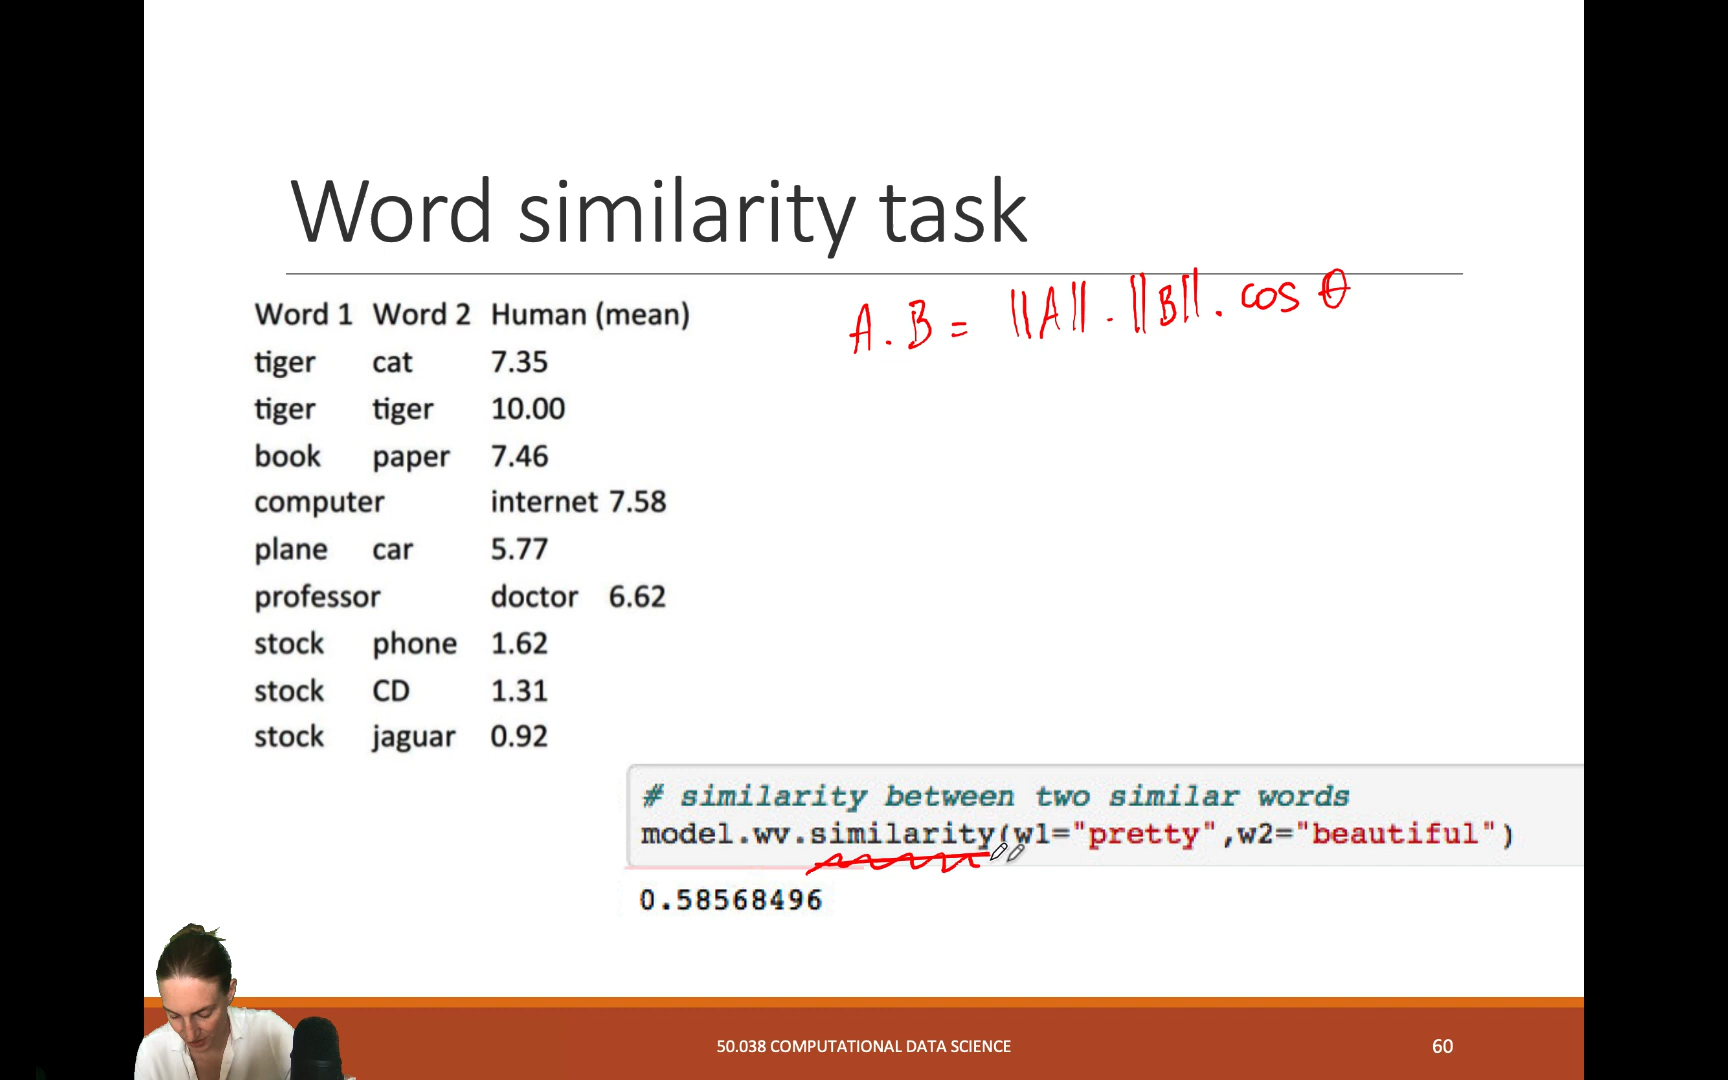 Word similarity task
A . B = ||A|| . ||B|| . cos θ
Word 1 Word 2 Human (mean)
tiger cat 7.35
tiger tiger 10.00
book paper 7.46
computer internet 7.58
plane car 5.77
professor doctor 6.62
stock phone 1.62
stock CD 1.31
stock jaguar 0.92
# similarity between two similar words
model.wv.similarity(w1="pretty",w2="beautiful")
0.58568496
50.038 COMPUTATIONAL DATA SCIENCE
60